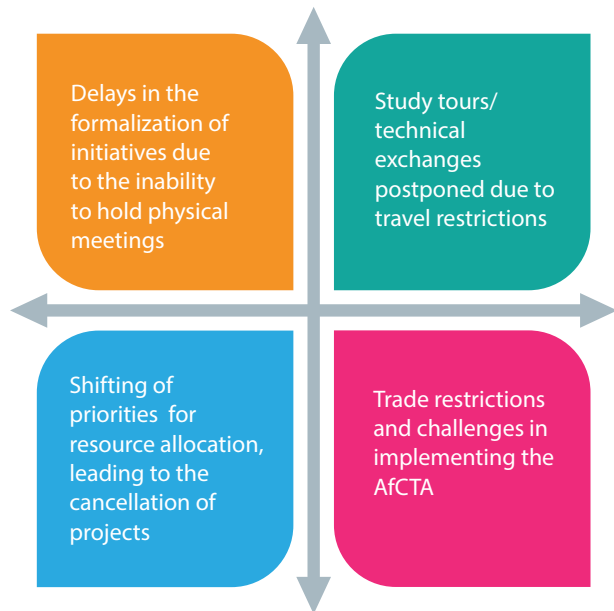 Delays in the
formalization of
initiatives due
to the inability
to hold physical
meetings
Study tours/
technical
exchanges
postponed due to
travel restrictions
Shifting of
priorities for
resource allocation,
leading to the
cancellation of
projects
Trade restrictions
and challenges in
implementing the
AfCTA